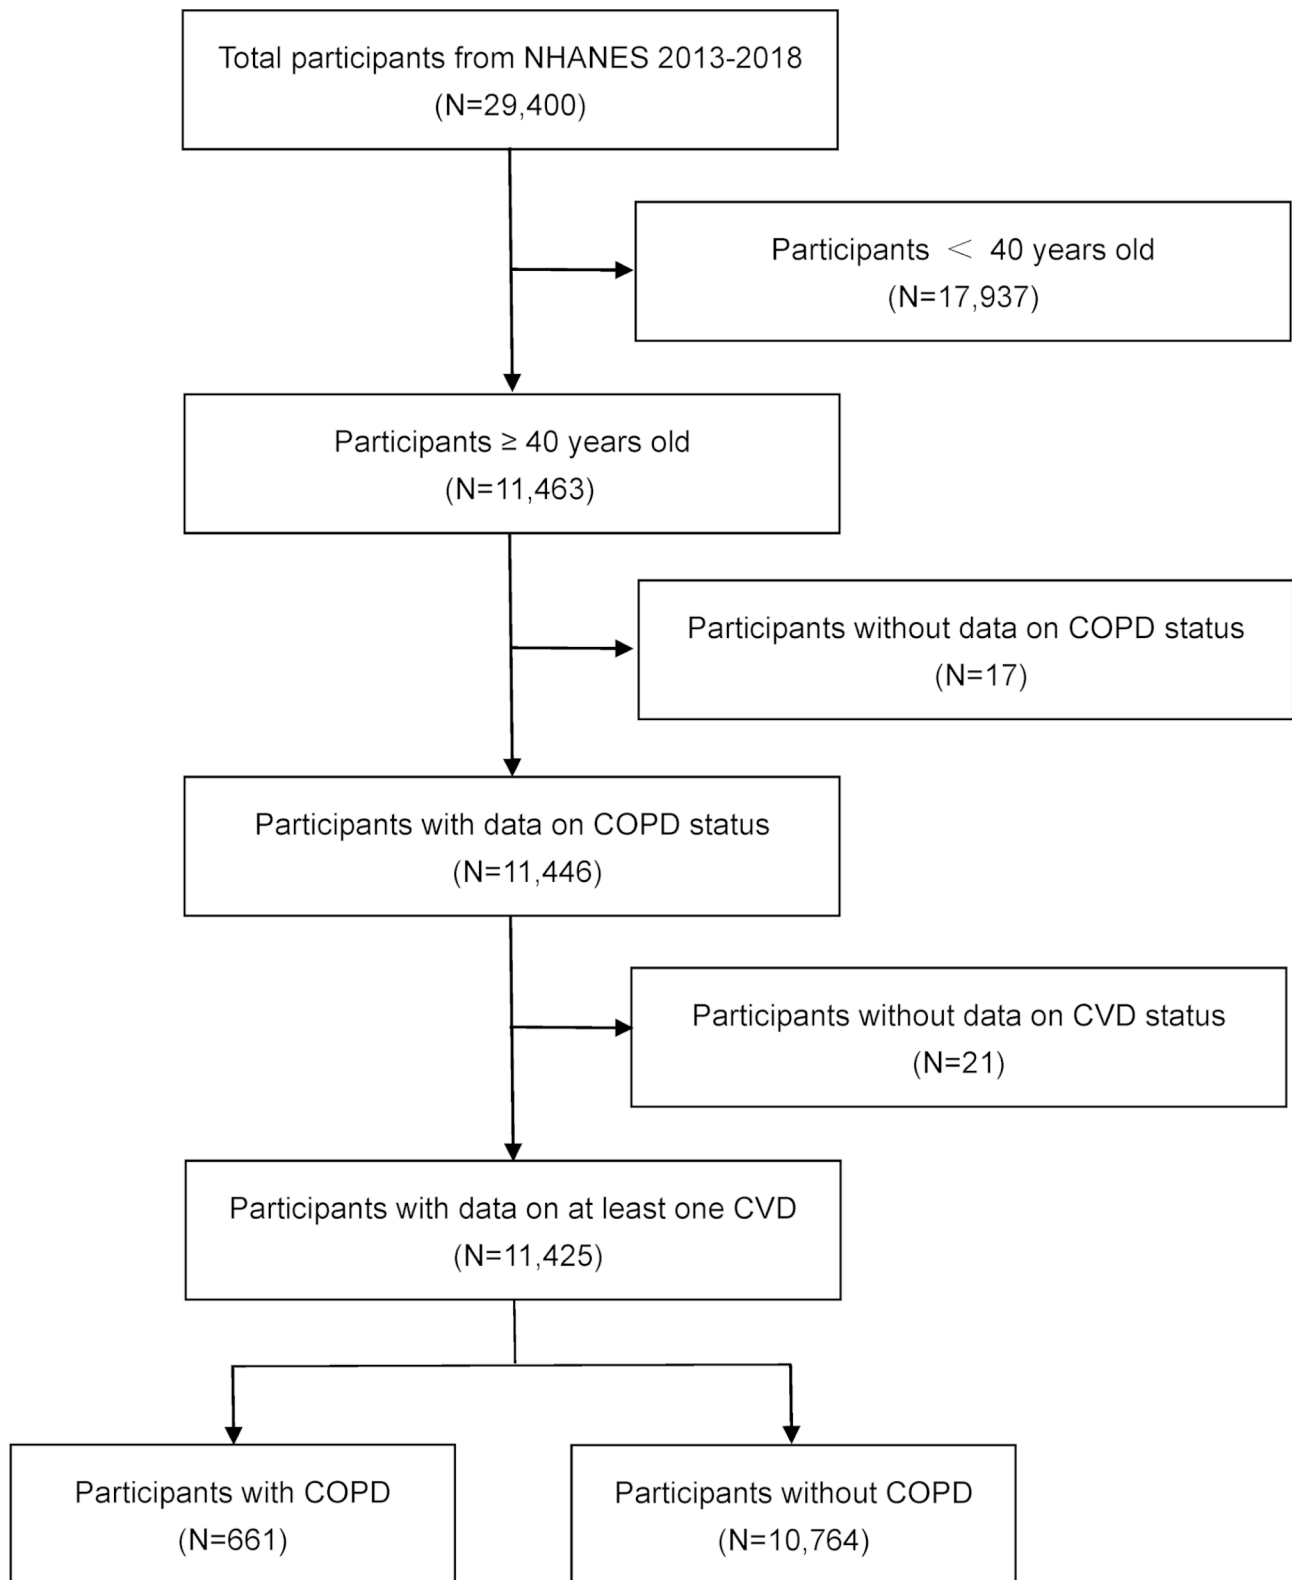 Total participants from NHANES 2013-2018
(N=29,400)
Participants < 40 years old
(N=17,937)
Participants ≥ 40 years old
(N=11,463)
Participants without data on COPD status
(N=17)
Participants with data on COPD status
(N=11,446)
Participants without data on CVD status
(N=21)
Participants with data on at least one CVD
(N=11,425)
Participants with COPD
(N=661)
Participants without COPD
(N=10,764)